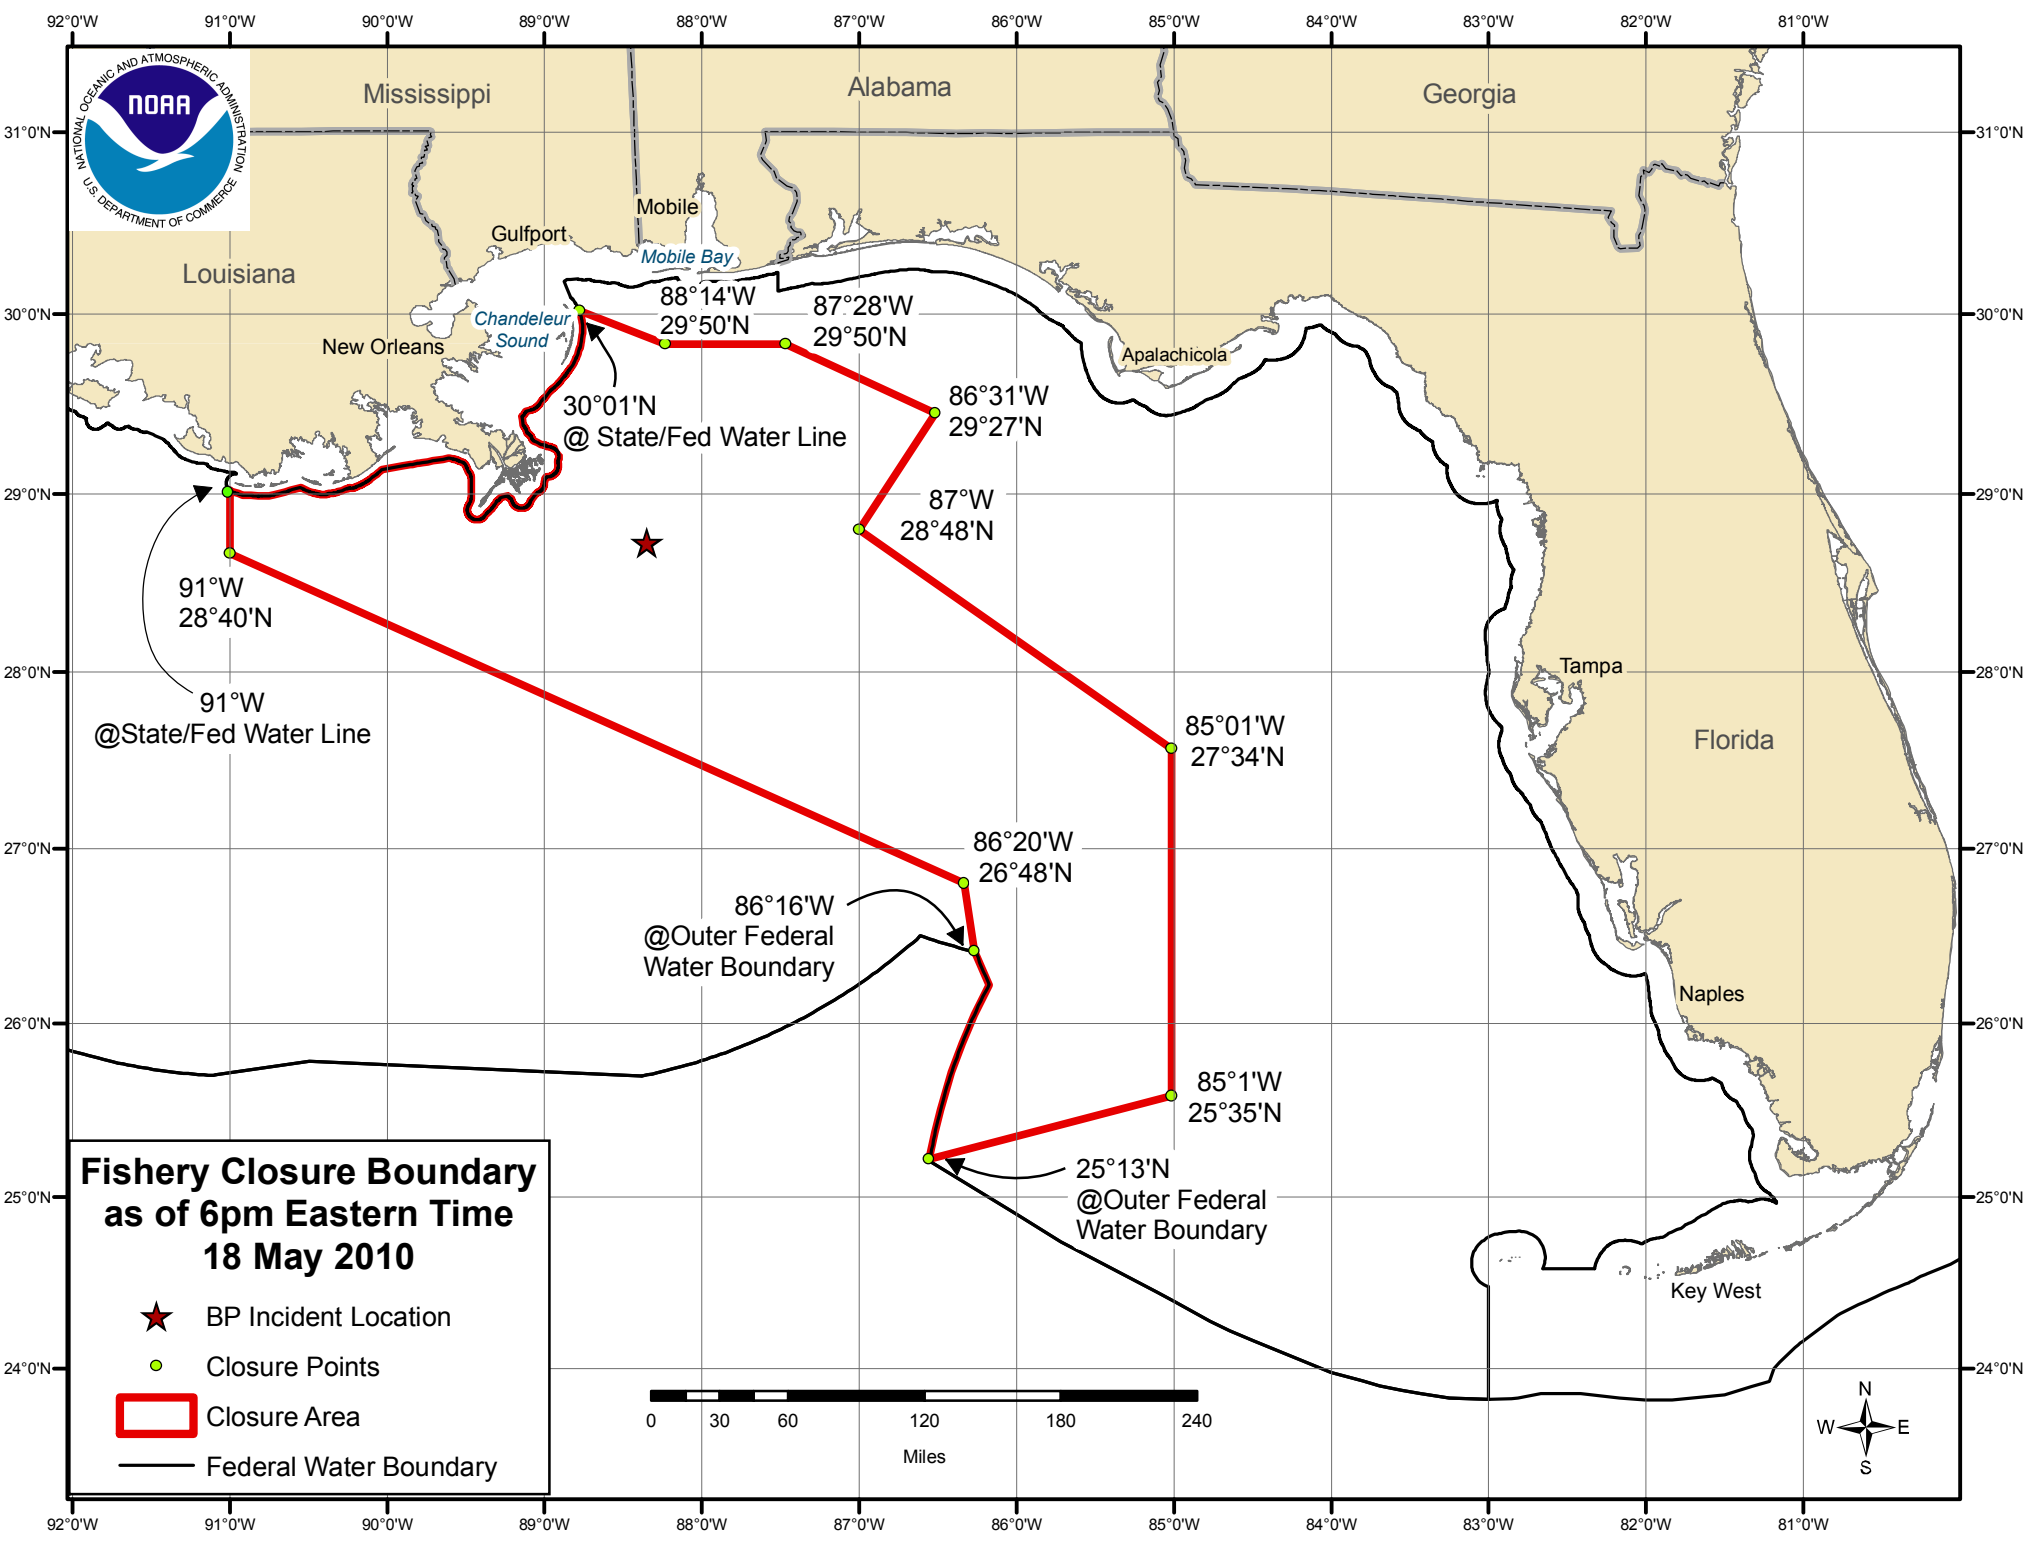 92°0'W 91°0'W 90°0'W 89°0'W 88°0'W 87°0'W 86°0'W 85°0'W 84°0'W 83°0'W 82°0'W 81°0'W
NATIONAL OCEANIC AND ATMOSPHERIC ADMINISTRATION
NOAA
U.S. DEPARTMENT OF COMMERCE
Mississippi
Alabama
Georgia
31°0'N 31°0'N
Mobile
Gulfport
Mobile Bay
Louisiana
88°14'W
29°50'N
87°28'W
29°50'N
30°0'N 30°0'N
Chandeleur
Sound
New Orleans
Apalachicola
86°31'W
29°27'N
30°01'N
@ State/Fed Water Line
29°0'N 29°0'N
87°W
28°48'N
91°W
28°40'N
28°0'N 28°0'N
Tampa
91°W
@State/Fed Water Line
85°01'W
27°34'N
Florida
27°0'N 27°0'N
86°20'W
26°48'N
86°16'W
@Outer Federal
Water Boundary
Naples
26°0'N 26°0'N
85°1'W
25°35'N
25°13'N
@Outer Federal
Water Boundary
25°0'N 25°0'N
Key West
24°0'N 24°0'N
Fishery Closure Boundary
as of 6pm Eastern Time
18 May 2010
BP Incident Location
Closure Points
Closure Area
Federal Water Boundary
0 30 60 120 180 240
Miles
N
W E
S
92°0'W 91°0'W 90°0'W 89°0'W 88°0'W 87°0'W 86°0'W 85°0'W 84°0'W 83°0'W 82°0'W 81°0'W